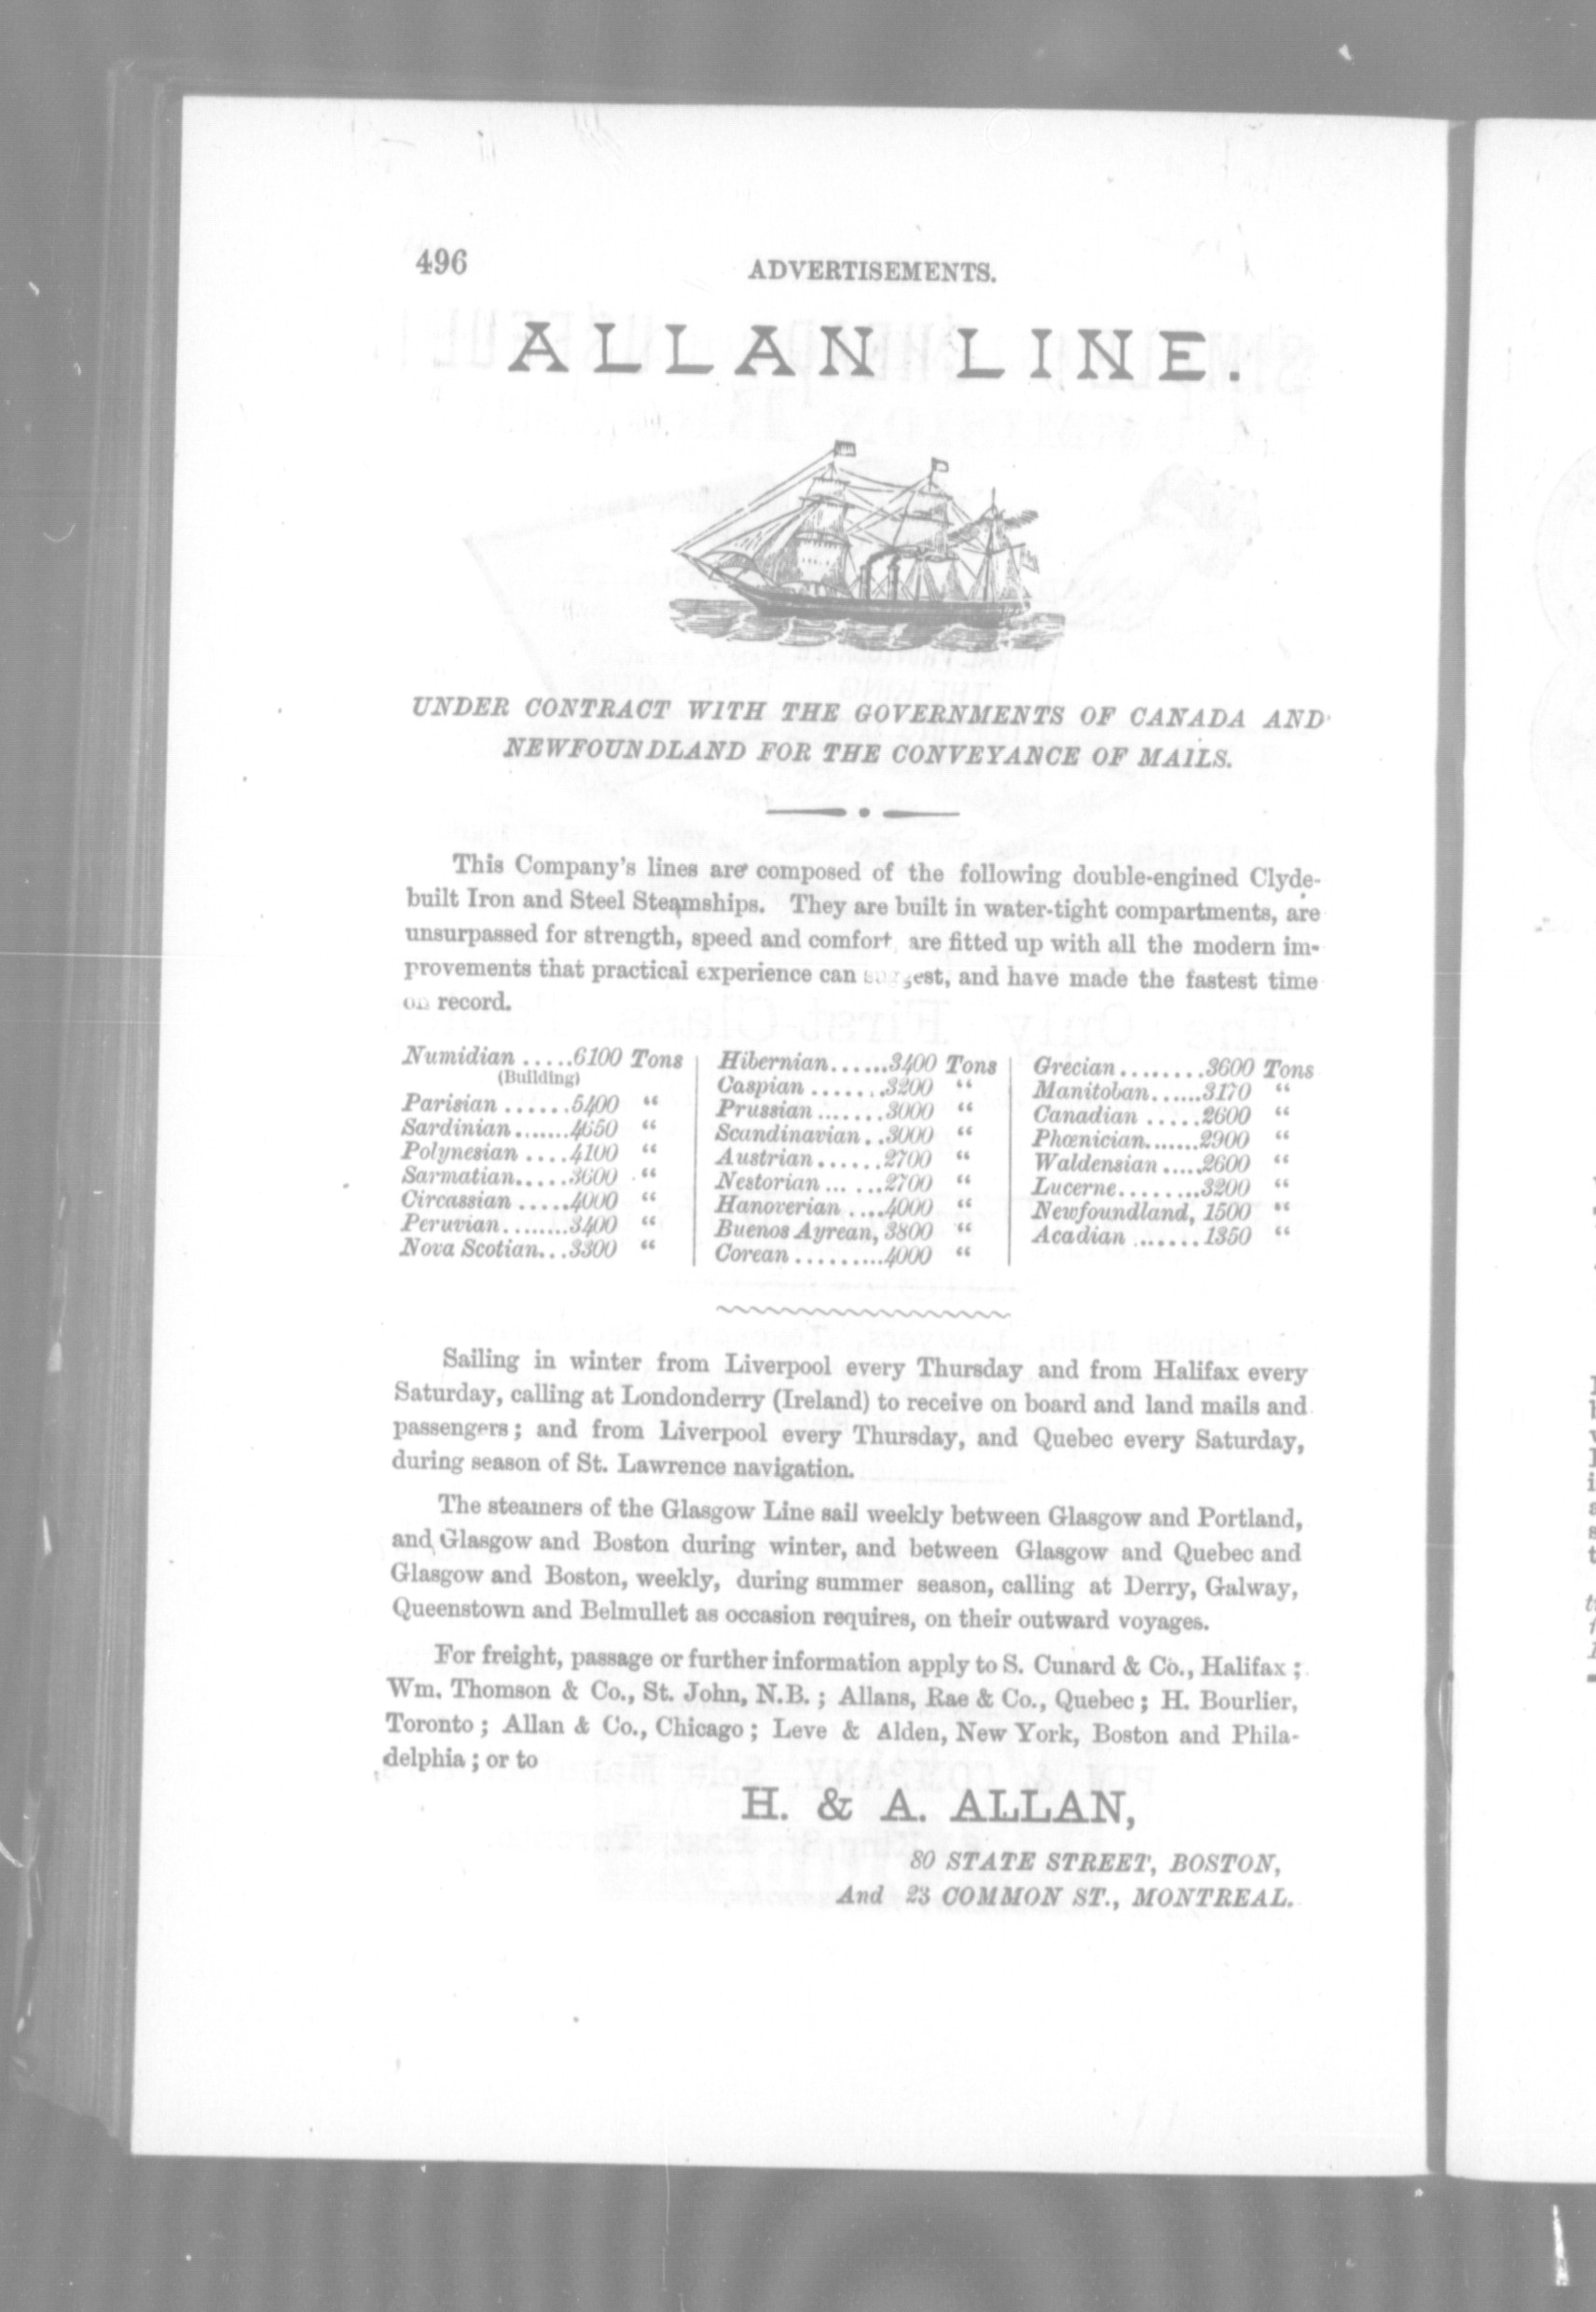 496
ADVERTISEMENTS.
ALLAN LINE.
UNDER CONTRACT WITH THE GOVERNMENTS OF CANADA AND
NEWFOUNDLAND FOR THE CONVEYANCE OF MAILS.
This Company's lines are composed of the following double-engined Clyde-
built Iron and Steel Steamships. They are built in water-tight compartments, are
unsurpassed for strength, speed and comfort, are fitted up with all the modern im-
provements that practical experience can suggest, and have made the fastest time
on record.
Numidian .....6100 Tons
(Building)
Parisian ......5400 "
Sardinian.......4650 "
Polynesian ....4100 "
Sarmatian.....3600 "
Circassian .....4000 "
Peruvian........3400 "
Nova Scotian...3300 "
Hibernian......3400 Tons
Caspian .......3200 "
Prussian .......3000 "
Scandinavian..3000 "
Austrian......2700 "
Nestorian ... ...2700 "
Hanoverian ....4000 "
Buenos Ayrean, 3800 "
Corean .........4000 "
Grecian........3600 Tons
Manitoban......3170 "
Canadian .....2600 "
Phœnician.......2900 "
Waldensian .....2600 "
Lucerne........3200 "
Newfoundland, 1500 "
Acadian .......1350 "
Sailing in winter from Liverpool every Thursday and from Halifax every
Saturday, calling at Londonderry (Ireland) to receive on board and land mails and
passengers; and from Liverpool every Thursday, and Quebec every Saturday,
during season of St. Lawrence navigation.
The steamers of the Glasgow Line sail weekly between Glasgow and Portland,
and Glasgow and Boston during winter, and between Glasgow and Quebec and
Glasgow and Boston, weekly, during summer season, calling at Derry, Galway,
Queenstown and Belmullet as occasion requires, on their outward voyages.
For freight, passage or further information apply to S. Cunard & Co., Halifax;
Wm. Thomson & Co., St. John, N.B.; Allans, Rae & Co., Quebec; H. Bourlier,
Toronto; Allan & Co., Chicago; Leve & Alden, New York, Boston and Phila-
delphia; or to
H. & A. ALLAN,
80 STATE STREET, BOSTON,
And 23 COMMON ST., MONTREAL.